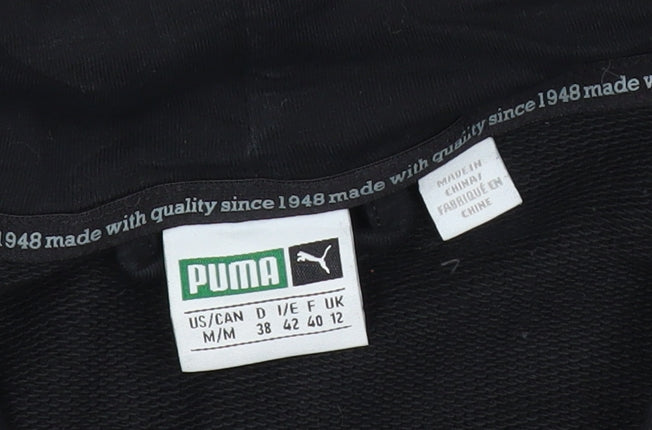 1948 made with quality since 1948 made with quality since 1948 made w
MADE IN
CHINA/
FABRIQUÉ EN
CHINE
PUMA
US/CAN D I/E F UK
M/M 38 42 40 12